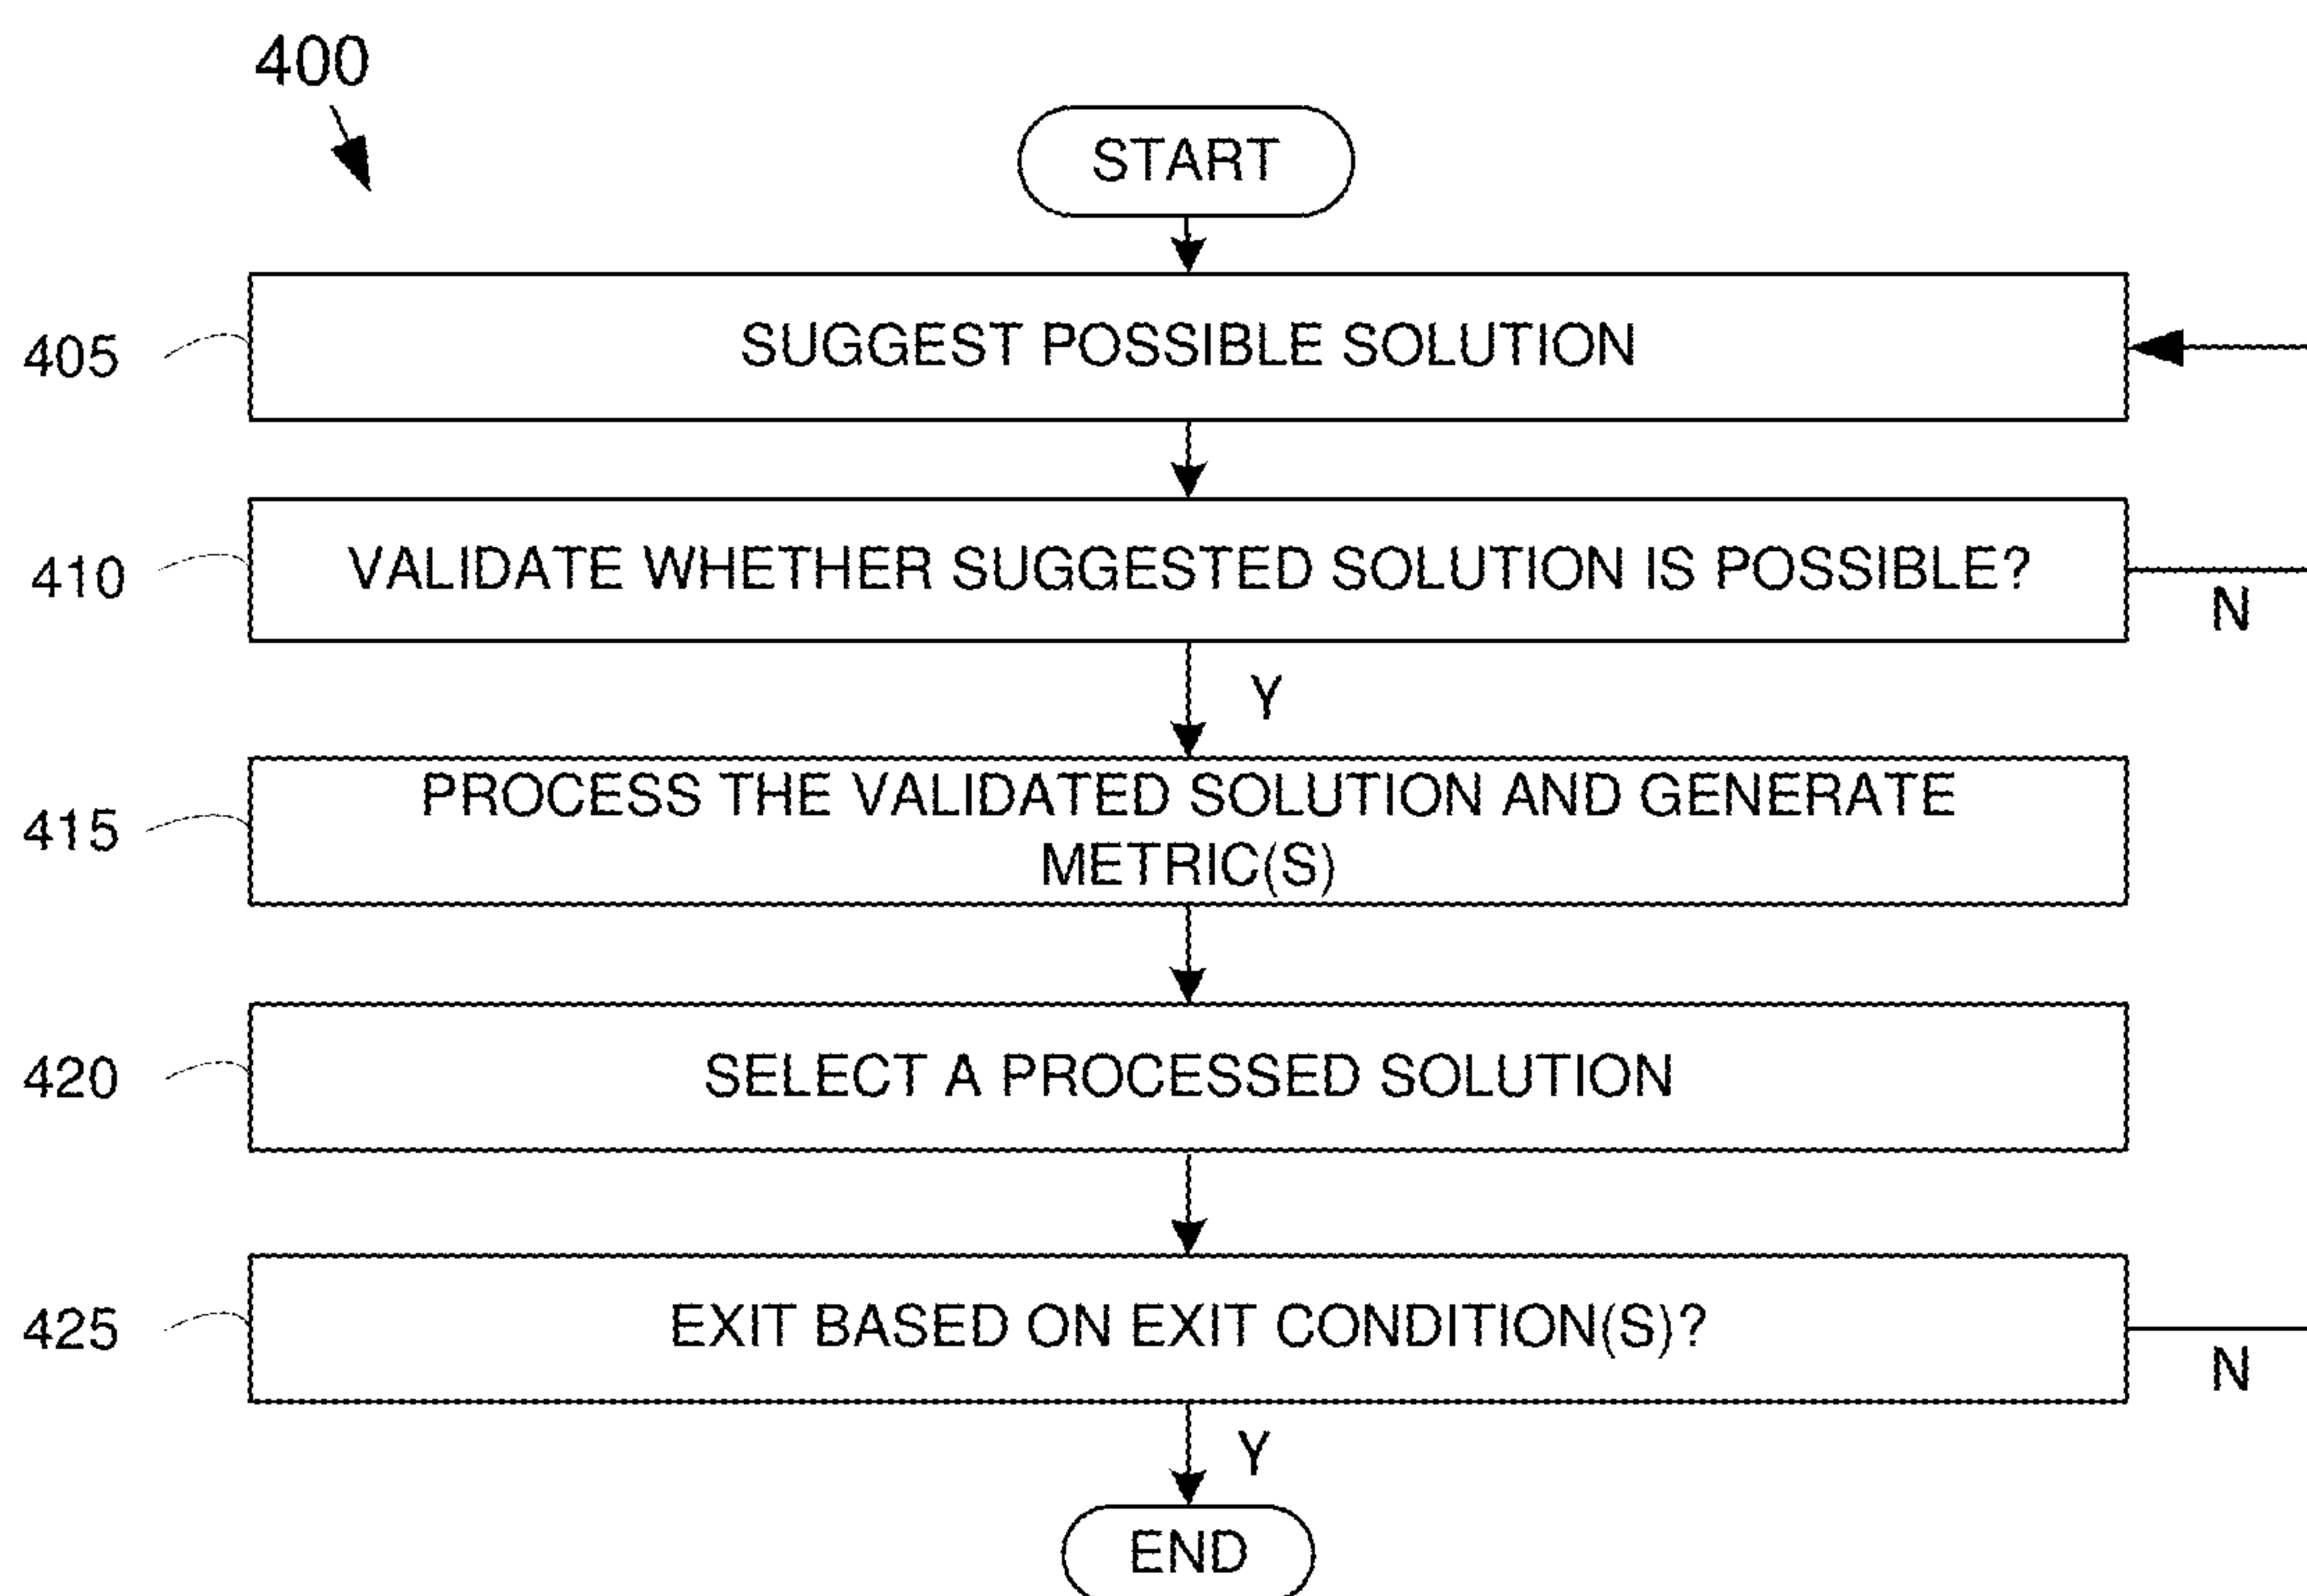 400
START
405
SUGGEST POSSIBLE SOLUTION
410
VALIDATE WHETHER SUGGESTED SOLUTION IS POSSIBLE?
N
Y
415
PROCESS THE VALIDATED SOLUTION AND GENERATE
METRIC(S)
420
SELECT A PROCESSED SOLUTION
425
EXIT BASED ON EXIT CONDITION(S)?
N
Y
END